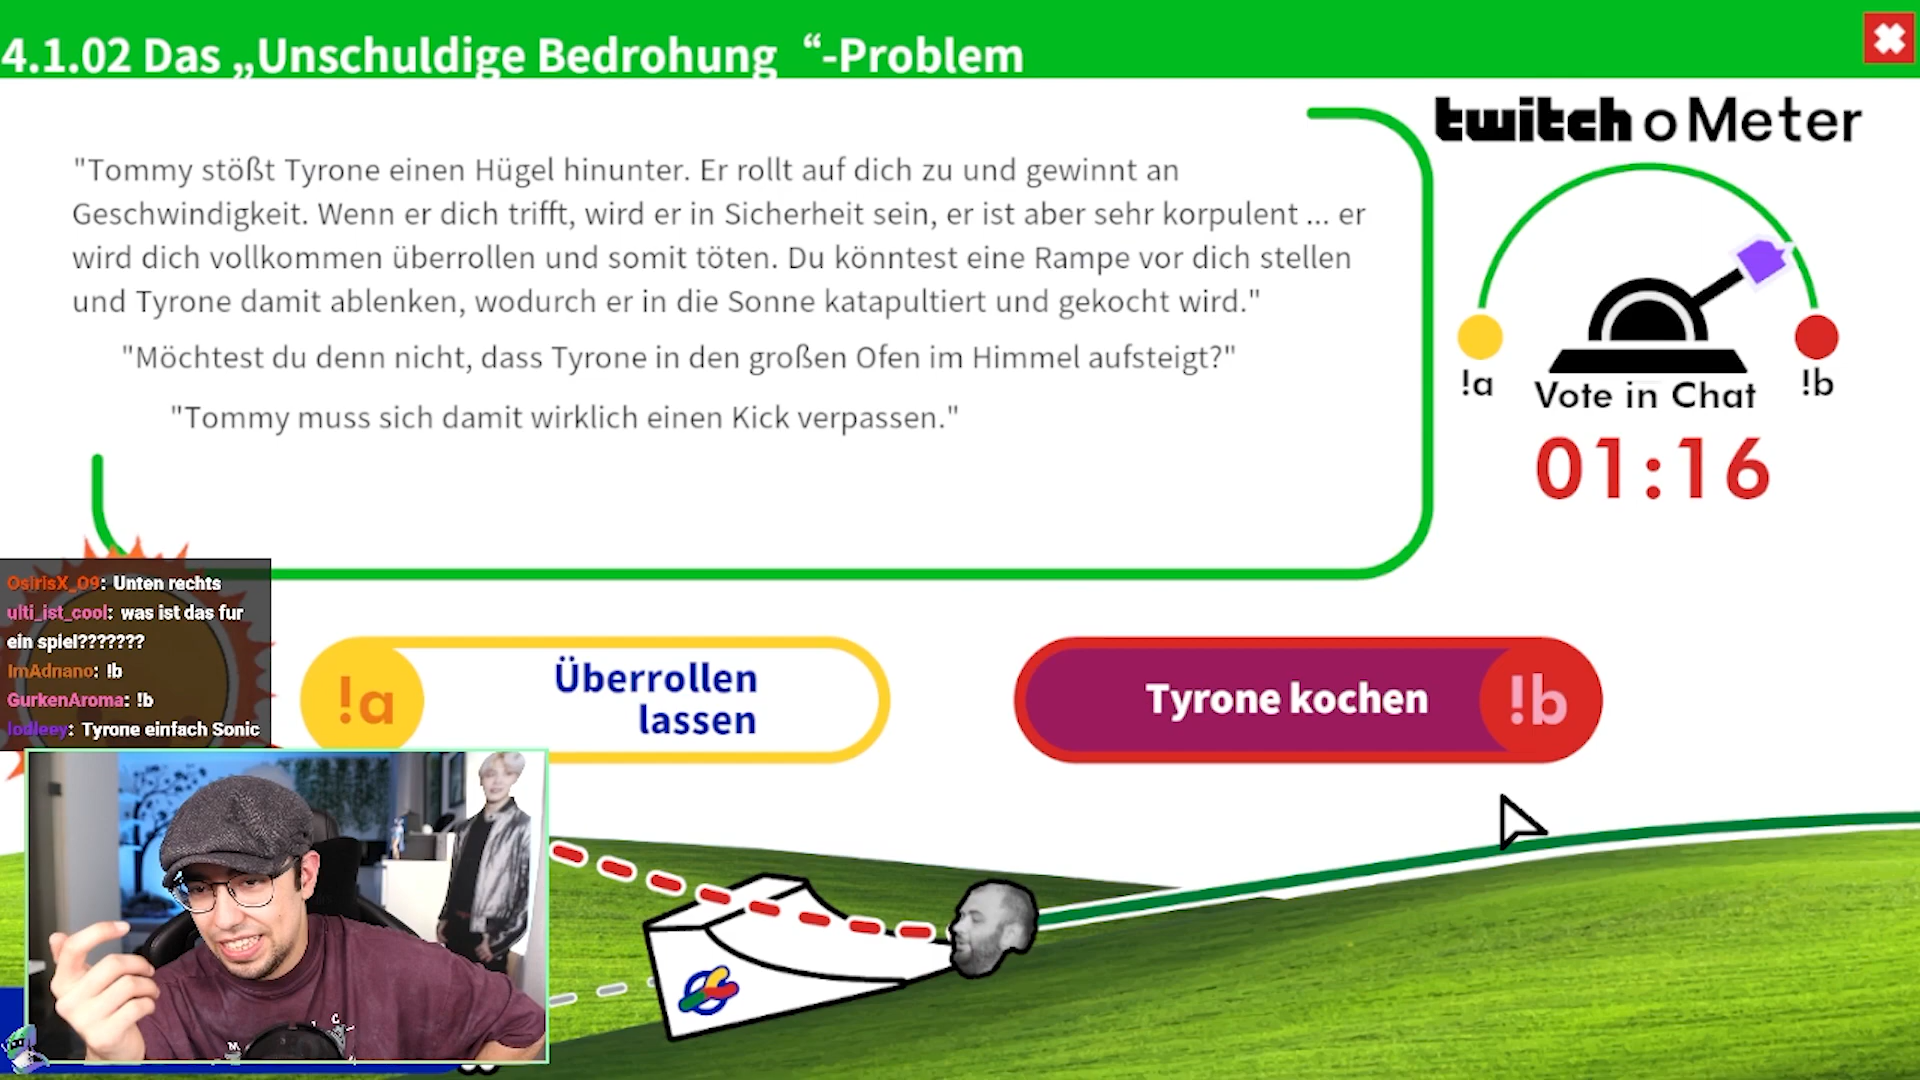 4.1.02 Das „Unschuldige Bedrohung “-Problem
"Tommy stößt Tyrone einen Hügel hinunter. Er rollt auf dich zu und gewinnt an
Geschwindigkeit. Wenn er dich trifft, wird er in Sicherheit sein, er ist aber sehr korpulent ... er
wird dich vollkommen überrollen und somit töten. Du könntest eine Rampe vor dich stellen
und Tyrone damit ablenken, wodurch er in die Sonne katapultiert und gekocht wird."
"Möchtest du denn nicht, dass Tyrone in den großen Ofen im Himmel aufsteigt?"
"Tommy muss sich damit wirklich einen Kick verpassen."
twitch o Meter
!a
!b
Vote in Chat
01:16
OsirisX_09: Unten rechts
ulti_ist_cool: was ist das fur
ein spiel???????
ImAdnano: !b
GurkenAroma: !b
lodleey: Tyrone einfach Sonic
!a
Überrollen
lassen
Tyrone kochen
!b